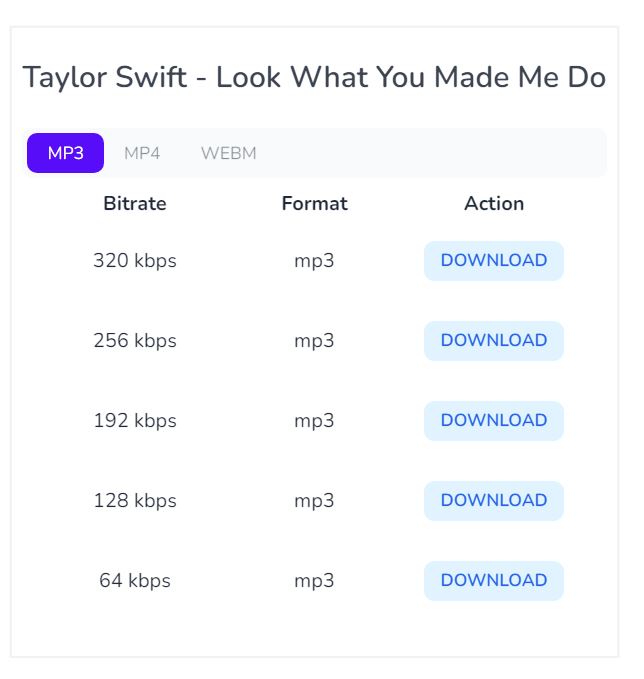 Taylor Swift - Look What You Made Me Do
MP3 MP4 WEBM
Bitrate Format Action
320 kbps mp3 DOWNLOAD
256 kbps mp3 DOWNLOAD
192 kbps mp3 DOWNLOAD
128 kbps mp3 DOWNLOAD
64 kbps mp3 DOWNLOAD